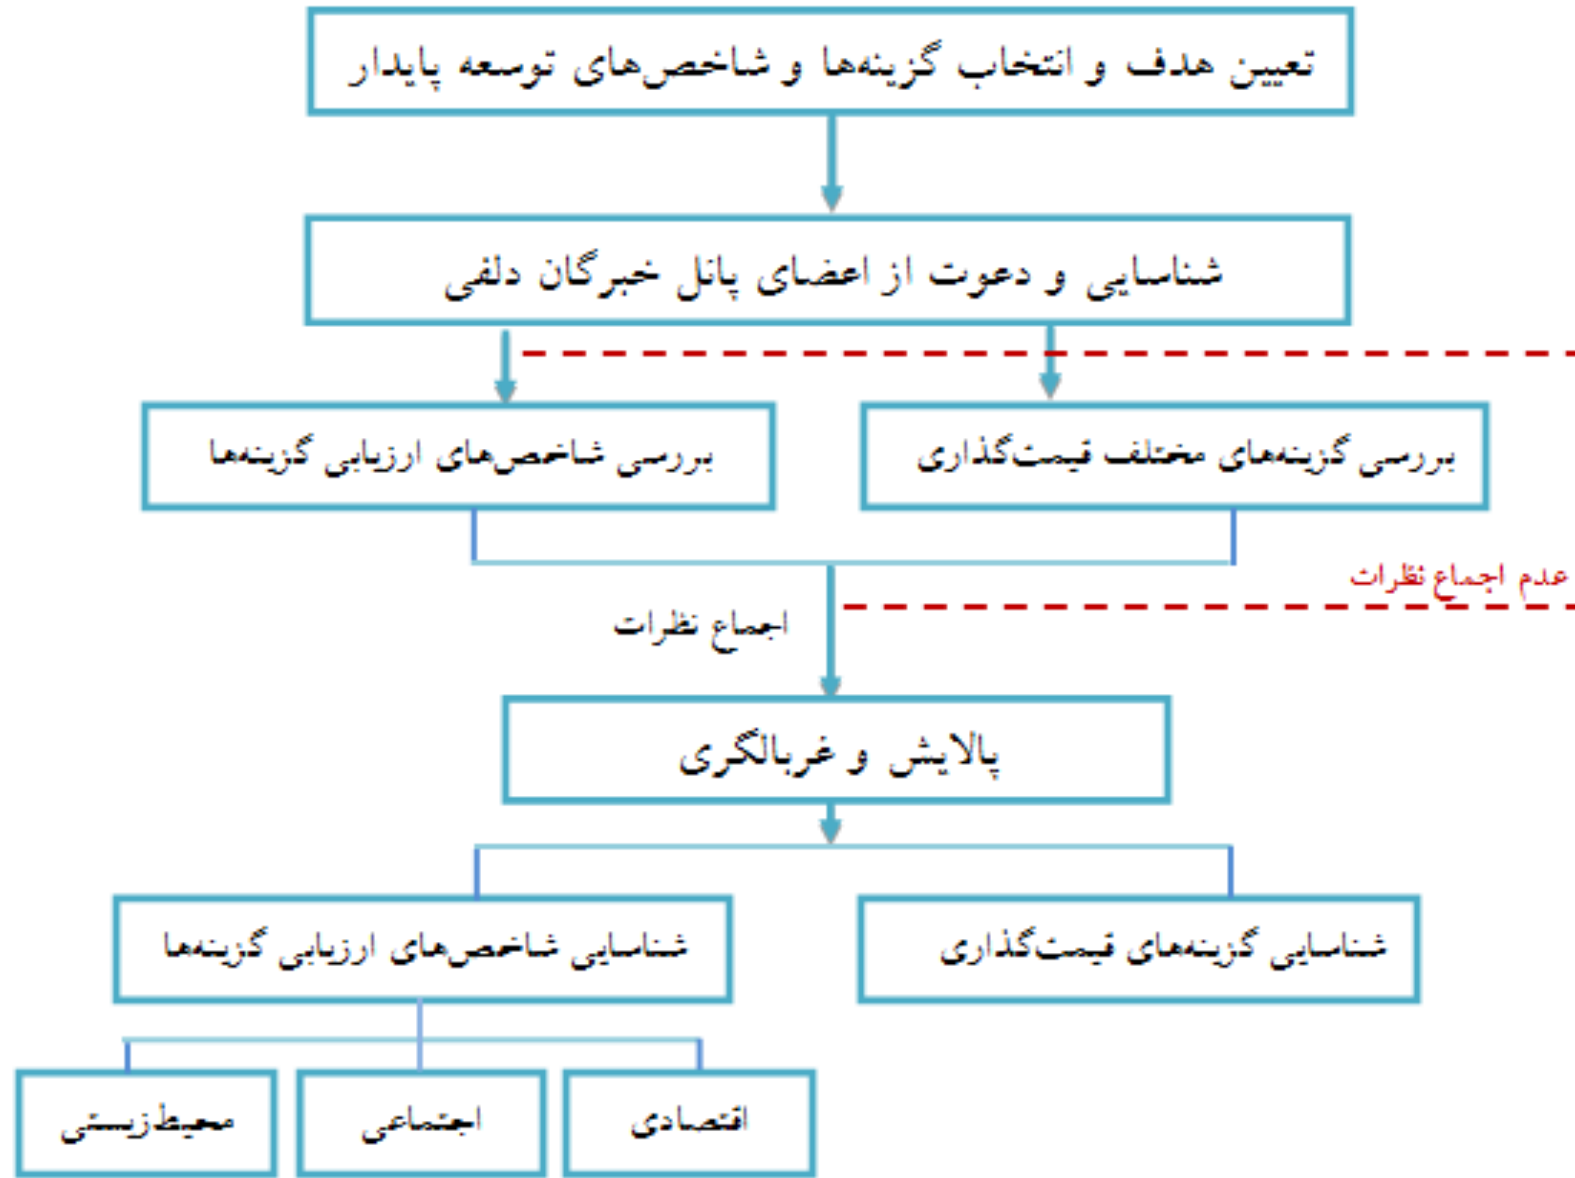 تعیین هدف و انتخاب گزینه‌ها و شاخص‌های توسعه پایدار
شناسایی و دعوت از اعضای پانل خبرگان دلفی
بررسی گزینه‌های مختلف قیمت‌گذاری
بررسی شاخص‌های ارزیابی گزینه‌ها
عدم اجماع نظرات
اجماع نظرات
پالایش و غربالگری
شناسایی گزینه‌های قیمت‌گذاری
شناسایی شاخص‌های ارزیابی گزینه‌ها
اقتصادی
اجتماعی
محیط‌زیستی